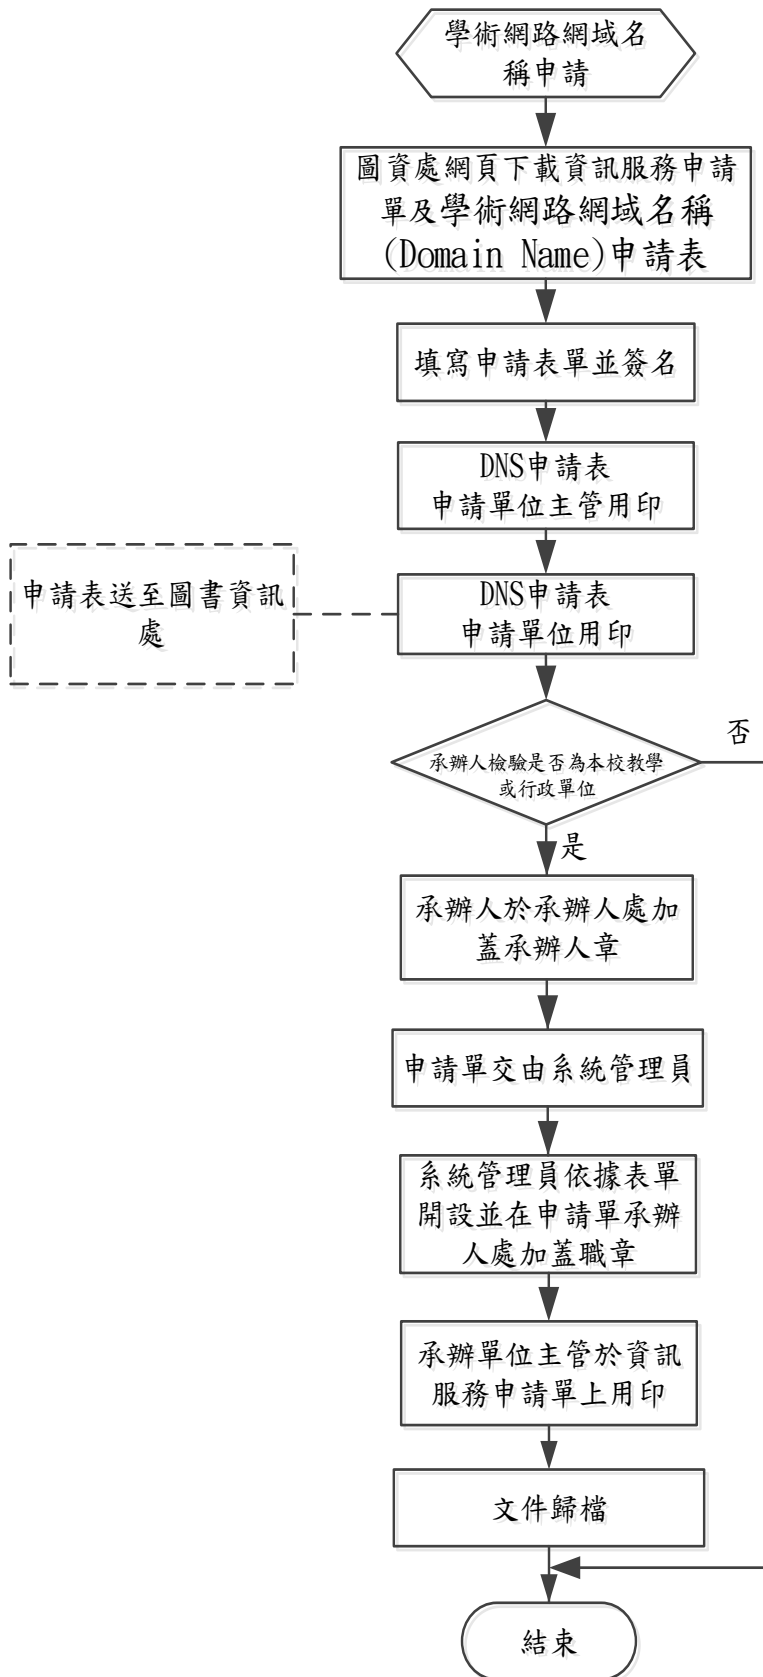 學術網路網域名
稱申請
圖資處網頁下載資訊服務申請
單及學術網路網域名稱
(Domain Name)申請表
填寫申請表單並簽名
DNS申請表
申請單位主管用印
申請表送至圖書資訊
處
DNS申請表
申請單位用印
承辦人檢驗是否為本校教學
或行政單位
否
是
承辦人於承辦人處加
蓋承辦人章
申請單交由系統管理員
系統管理員依據表單
開設並在申請單承辦
人處加蓋職章
承辦單位主管於資訊
服務申請單上用印
文件歸檔
結束